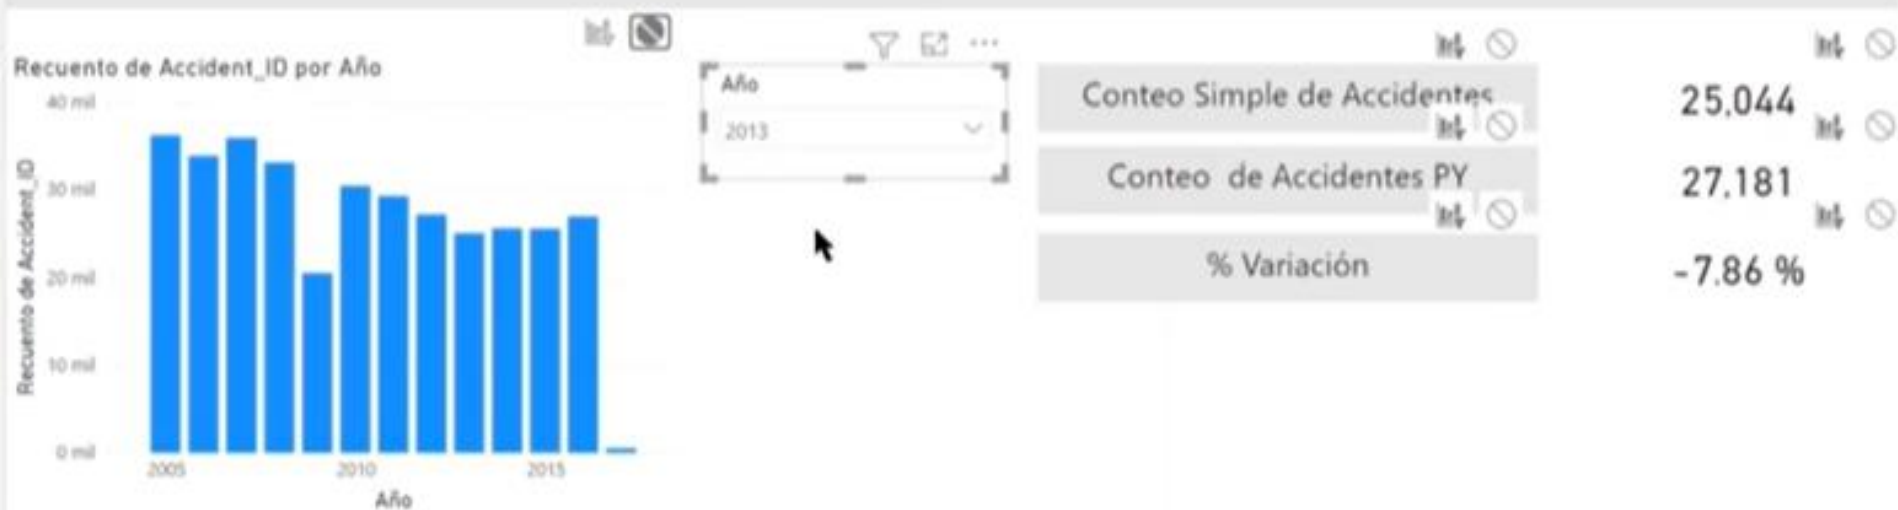 Recuento de Accident_ID por Año
Recuento de Accident_ID
40 mil
30 mil
20 mil
10 mil
0 mil
2005
2010
2015
Año
Año
2013
Conteo Simple de Accidentes
25,044
Conteo de Accidentes PY
27,181
% Variación
-7.86 %